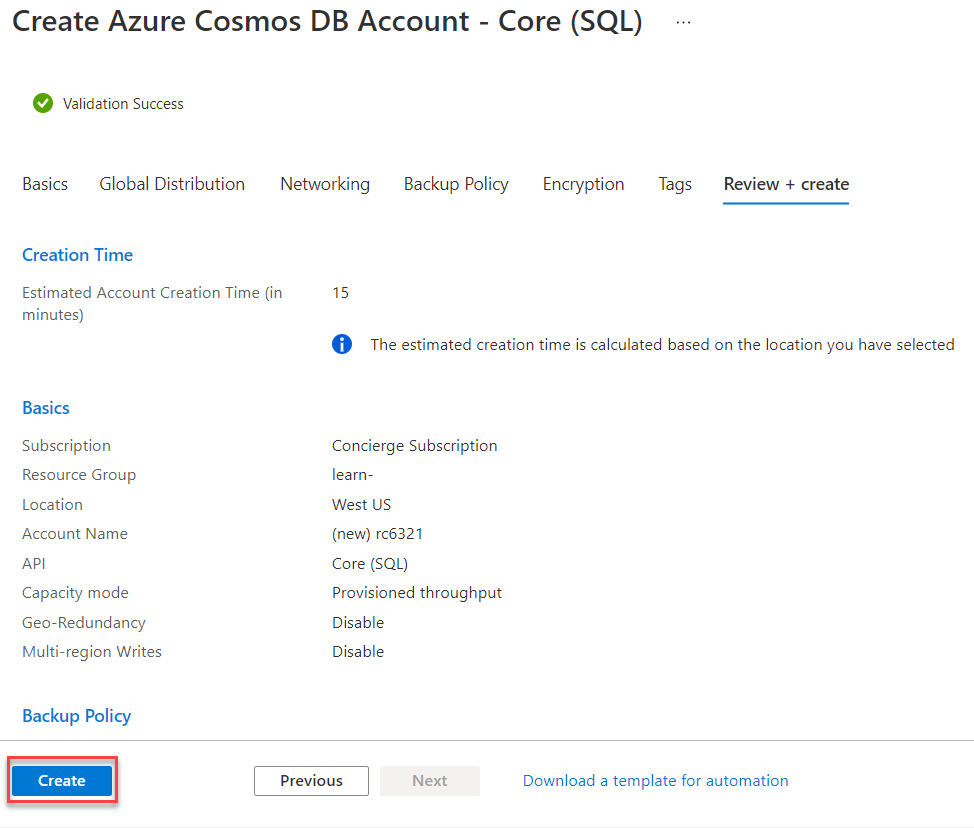 Create Azure Cosmos DB Account - Core (SQL) ...
Validation Success
Basics Global Distribution Networking Backup Policy Encryption Tags Review + create
Creation Time
Estimated Account Creation Time (in 15
minutes)
The estimated creation time is calculated based on the location you have selected
Basics
Subscription Concierge Subscription
Resource Group learn-
Location West US
Account Name (new) rc6321
API Core (SQL)
Capacity mode Provisioned throughput
Geo-Redundancy Disable
Multi-region Writes Disable
Backup Policy
Create Previous Next Download a template for automation